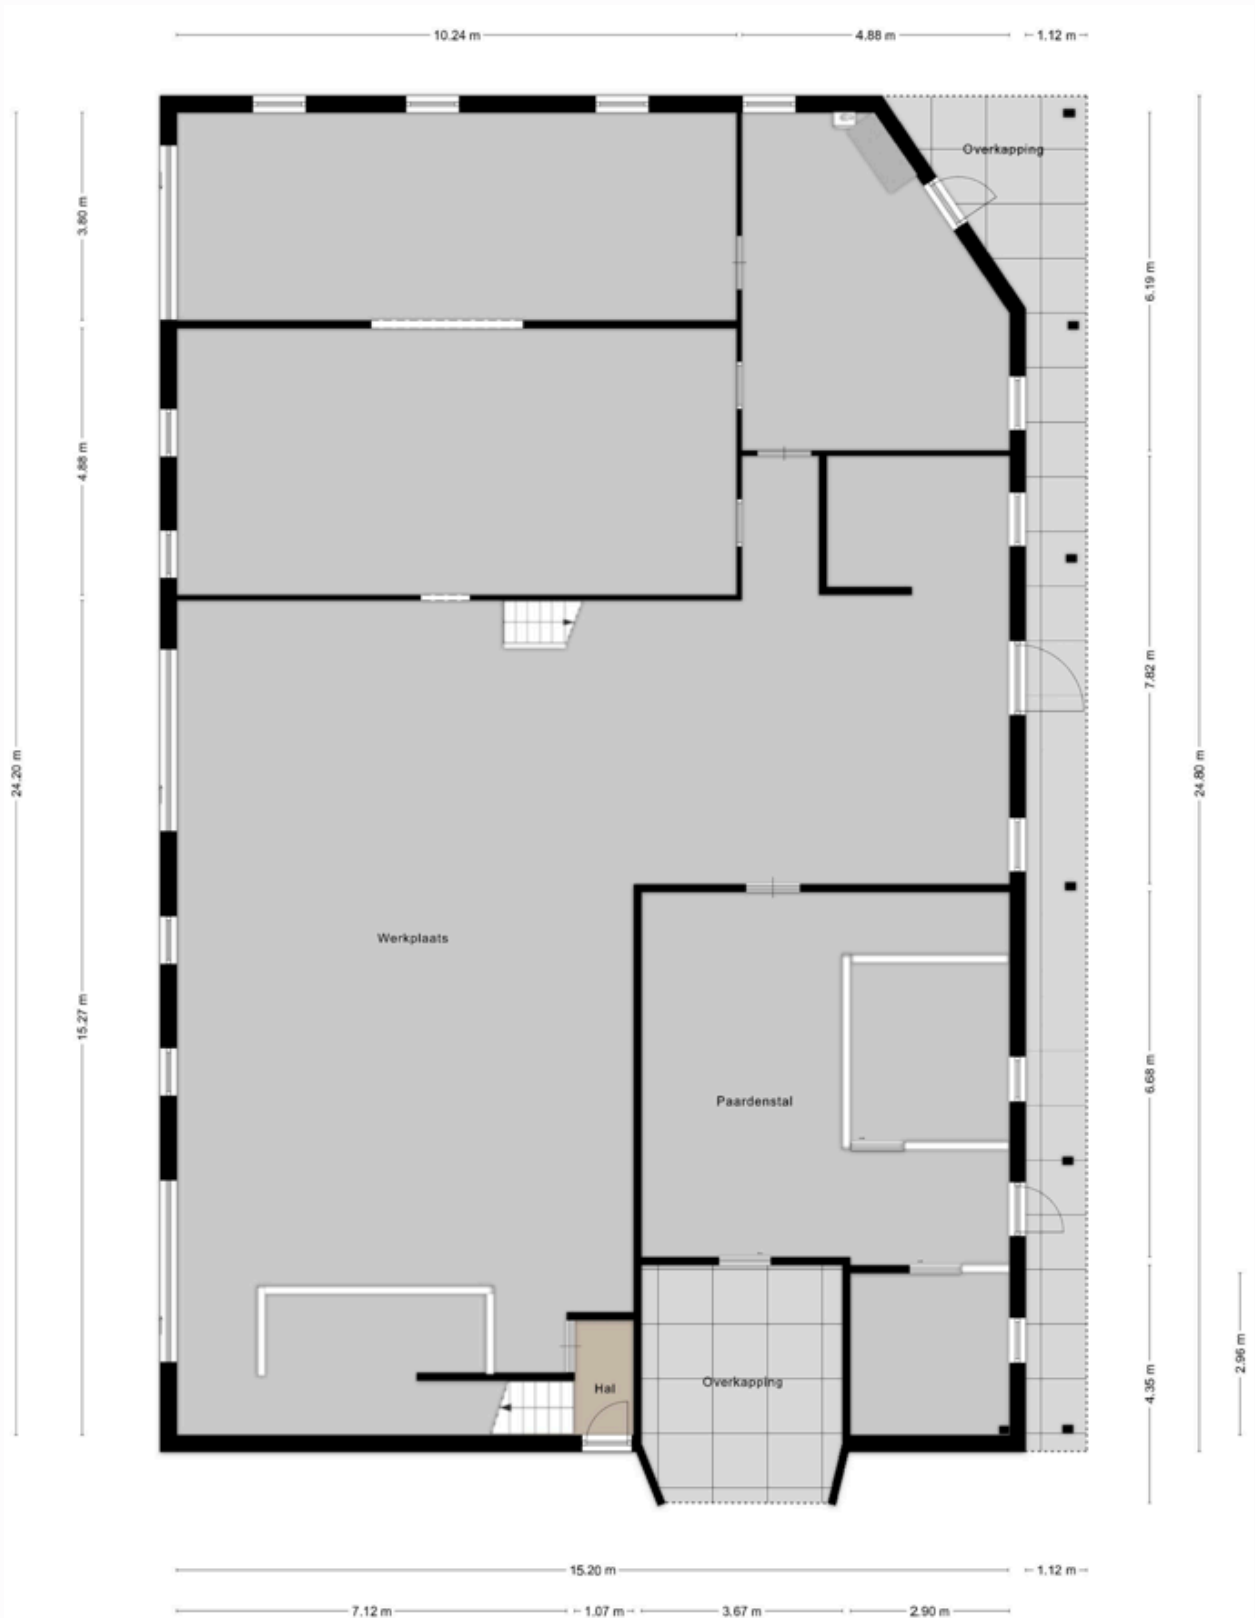 10.24 m
4.88 m
1.12 m
Overkapping
3.80 m
6.19 m
4.88 m
7.82 m
24.20 m
24.80 m
Werkplaats
15.27 m
6.68 m
Paardenstal
2.96 m
Overkapping
Hal
4.35 m
15.20 m
1.12 m
7.12 m
1.07 m
3.67 m
2.90 m